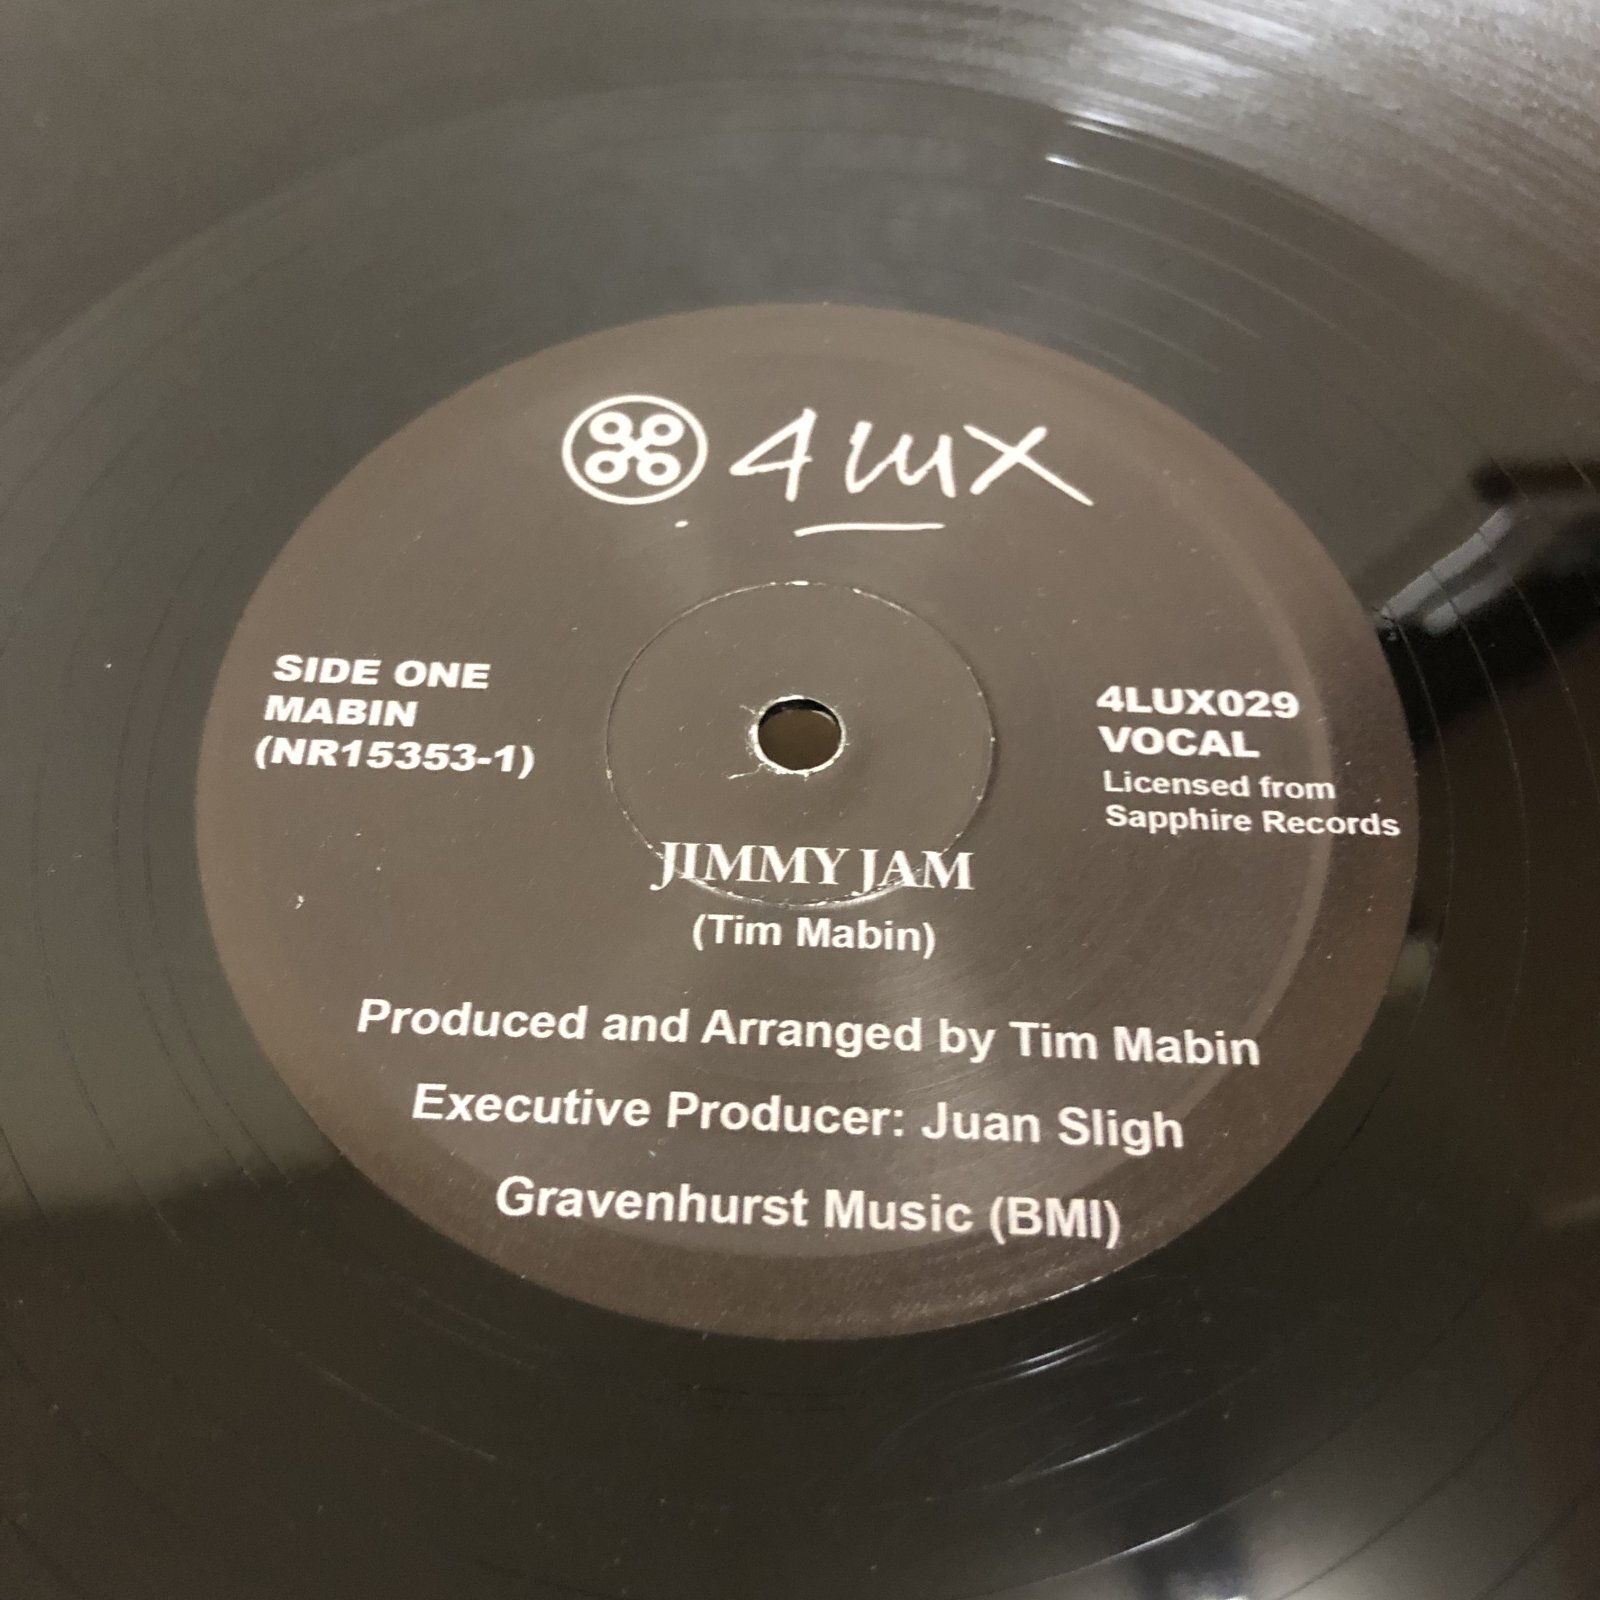 4 lux
SIDE ONE
MABIN
(NR15353-1)
4LUX029
VOCAL
Licensed from
Sapphire Records
JIMMY JAM
(Tim Mabin)
Produced and Arranged by Tim Mabin
Executive Producer: Juan Sligh
Gravenhurst Music (BMI)